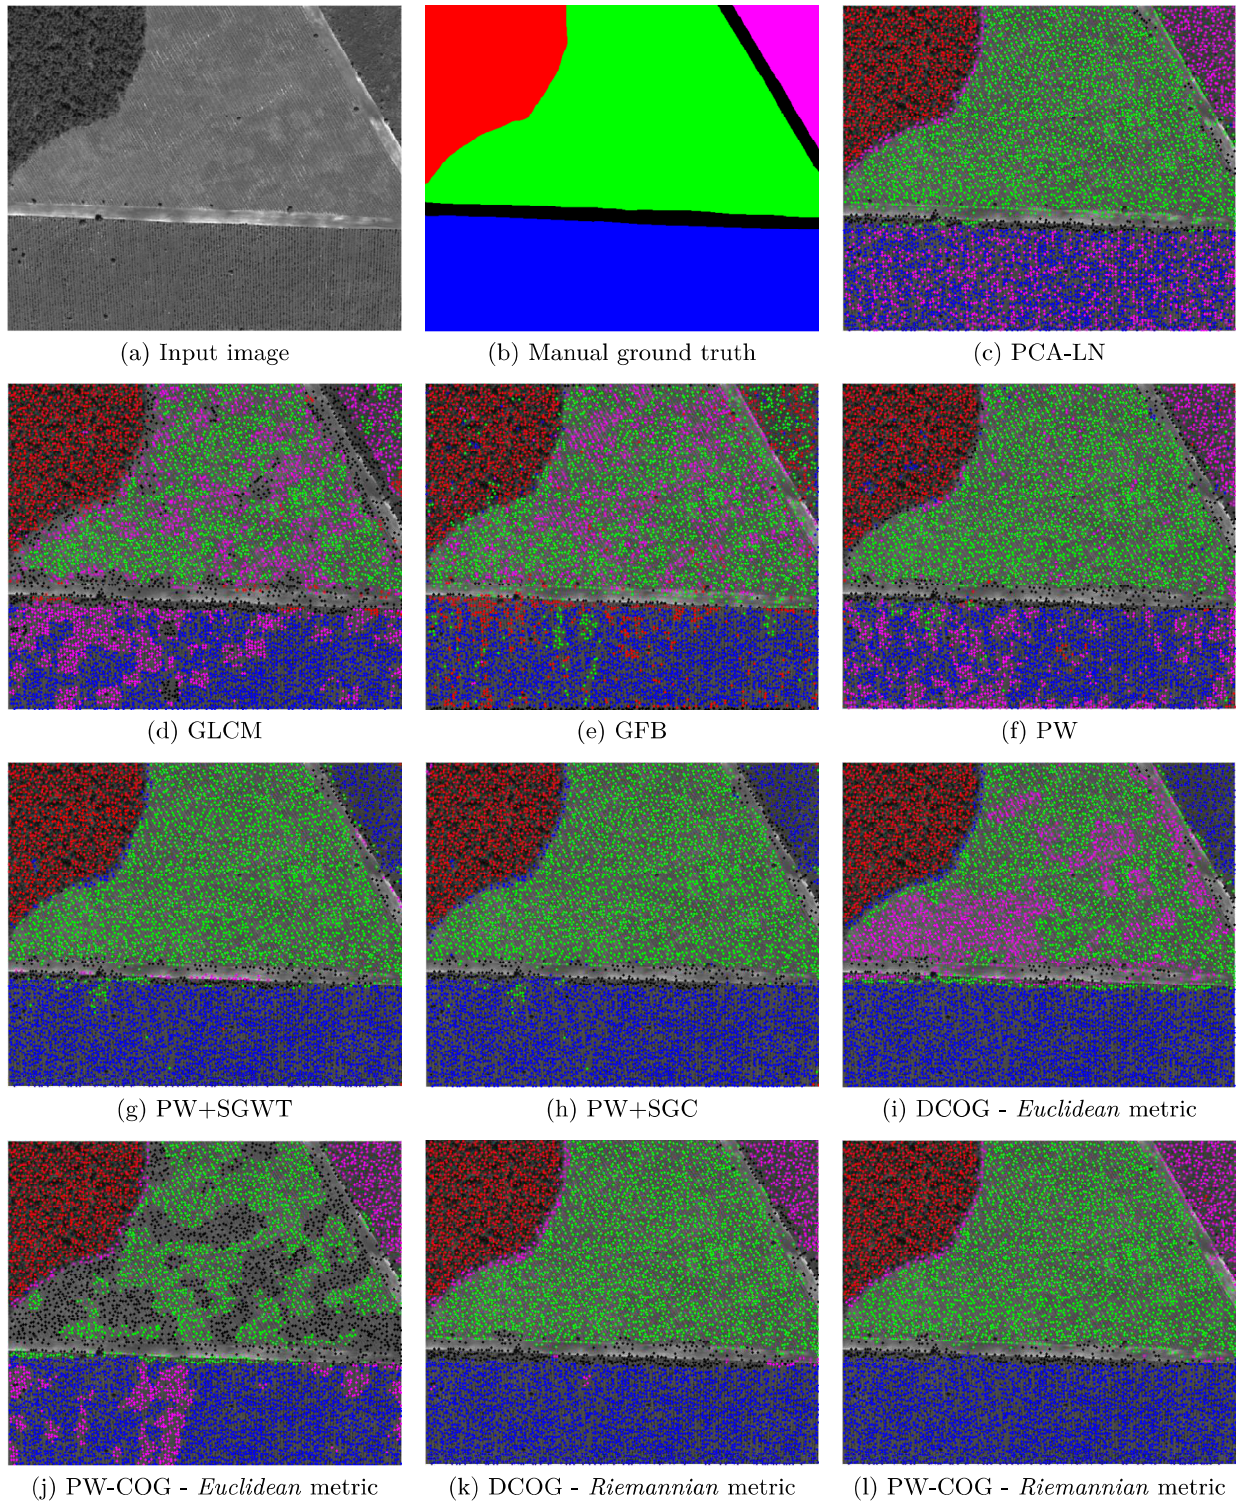 (a) Input image
(b) Manual ground truth
(c) PCA-LN
(d) GLCM
(e) GFB
(f) PW
(g) PW+SGWT
(h) PW+SGC
(i) DCOG - Euclidean metric
(j) PW-COG - Euclidean metric
(k) DCOG - Riemannian metric
(l) PW-COG - Riemannian metric